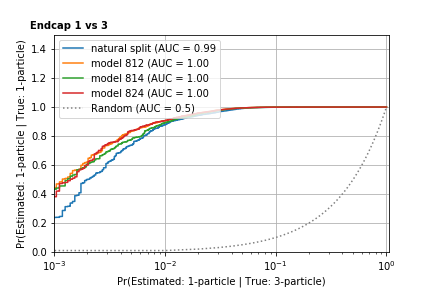 Endcap 1 vs 3
Pr(Estimated: 1-particle | True: 1-particle)
1.4
1.2
1.0
0.8
0.6
0.4
0.2
0.0
natural split (AUC = 0.99
model 812 (AUC = 1.00
model 814 (AUC = 1.00
model 824 (AUC = 1.00
Random (AUC = 0.5)
10⁻³ 10⁻² 10⁻¹ 10⁰
Pr(Estimated: 1-particle | True: 3-particle)